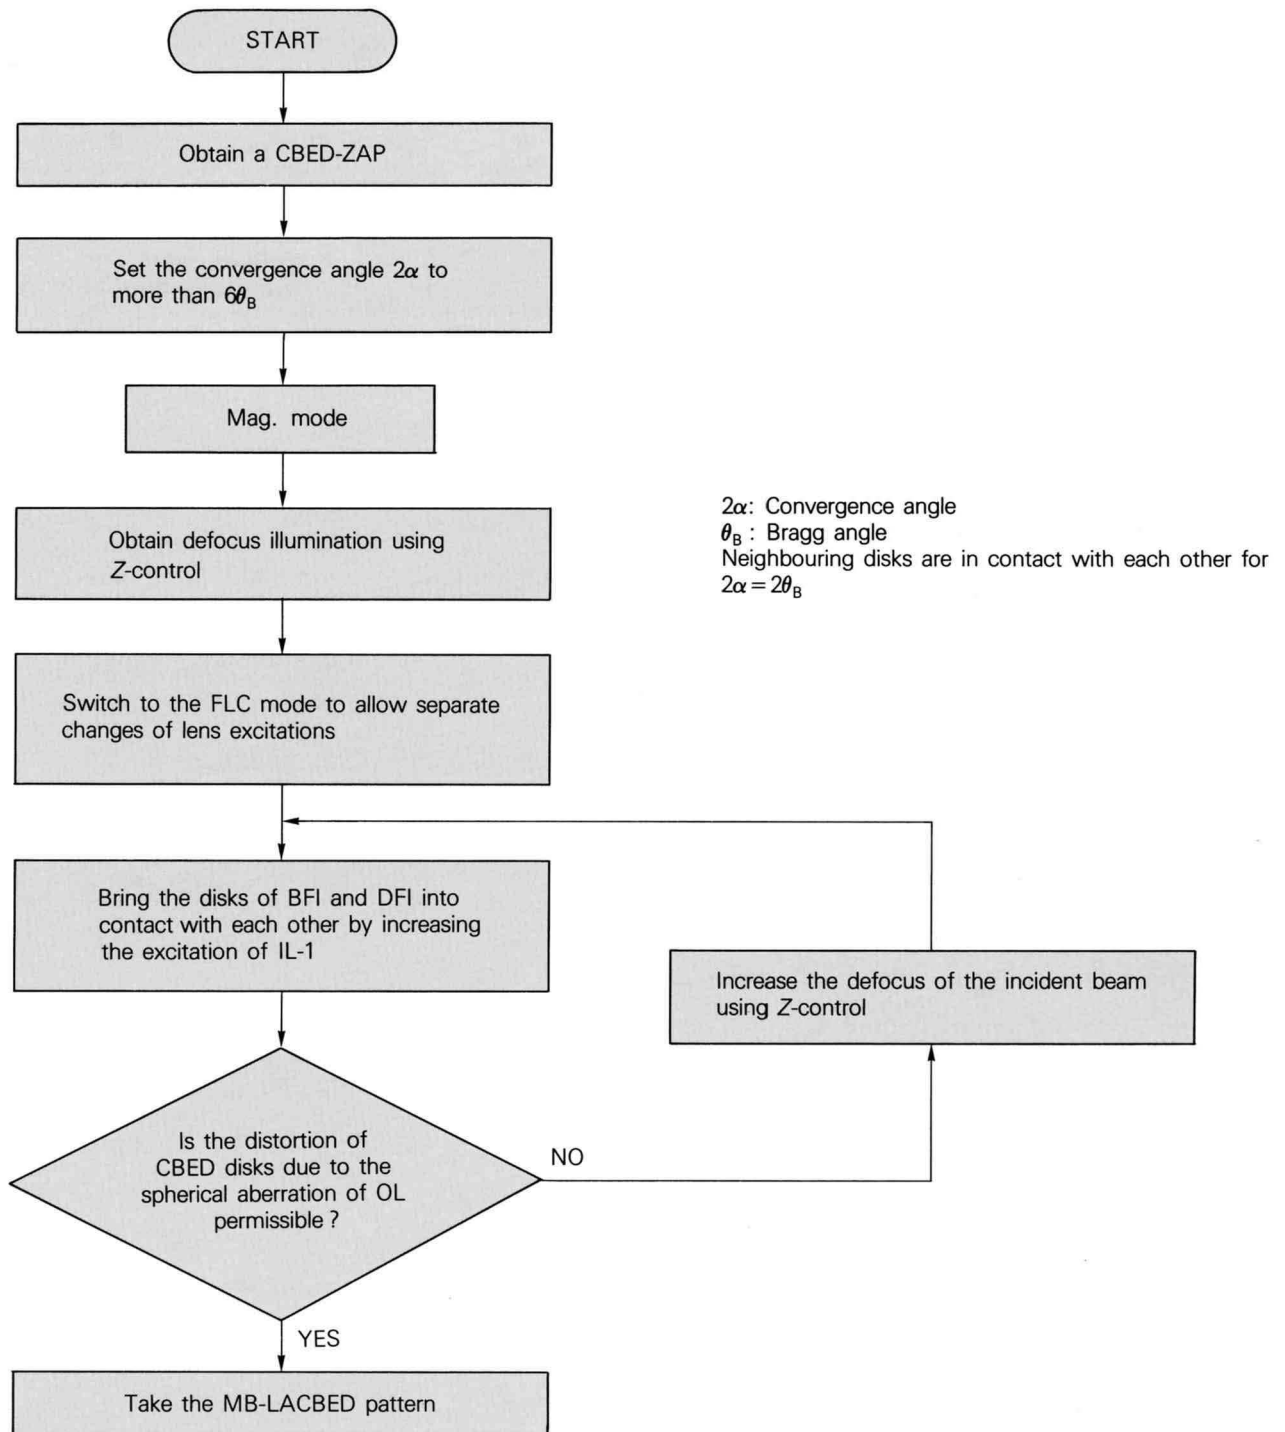 START
Obtain a CBED-ZAP
Set the convergence angle 2α to
more than 6θB
Mag. mode
Obtain defocus illumination using
Z-control
2α: Convergence angle
θB : Bragg angle
Neighbouring disks are in contact with each other for
2α = 2θB
Switch to the FLC mode to allow separate
changes of lens excitations
Bring the disks of BFI and DFI into
contact with each other by increasing
the excitation of IL-1
Increase the defocus of the incident beam
using Z-control
Is the distortion of
CBED disks due to the
spherical aberration of OL
permissible ?
NO
YES
Take the MB-LACBED pattern